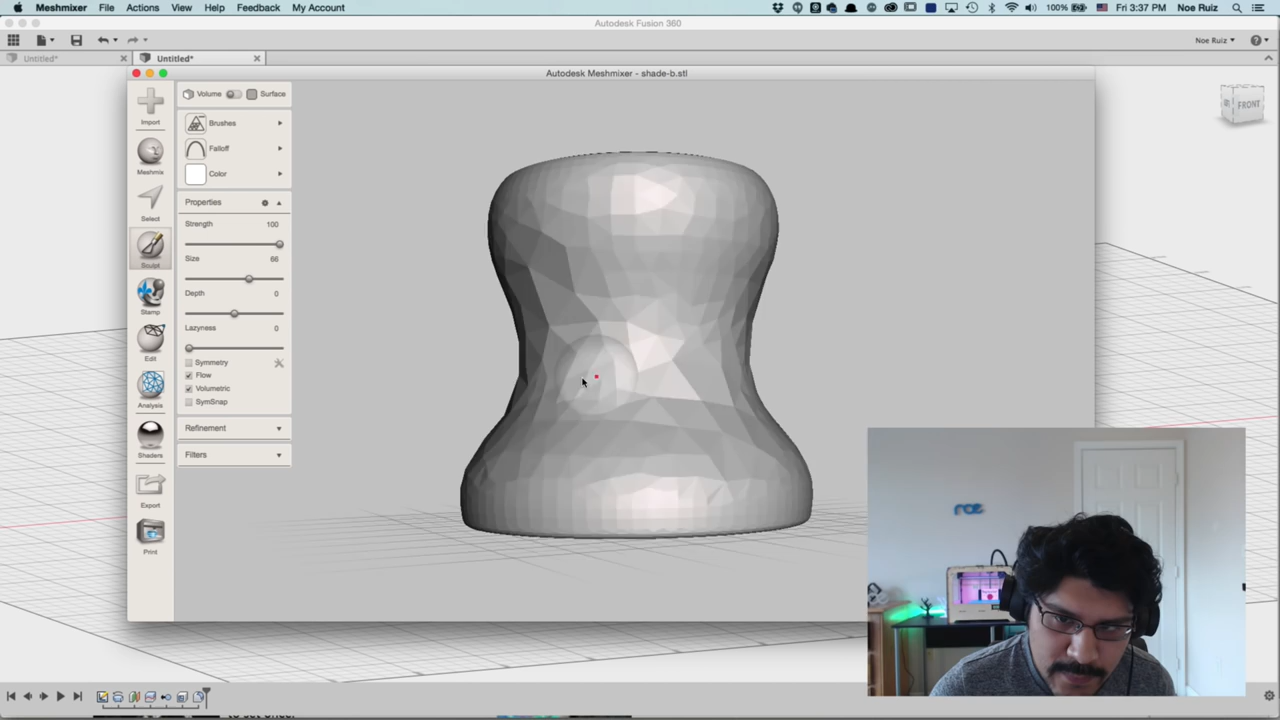 Meshmixer File Actions View Help Feedback My Account
100% Fri 3:37 PM Noe Ruiz
Autodesk Fusion 360
Noe Ruiz
Untitled*
Untitled*
Autodesk Meshmixer - shade-b.stl
FRONT
Import
Meshmix
Select
Sculpt
Stamp
Edit
Analysis
Shaders
Export
Print
Volume Surface
Brushes
Falloff
Color
Properties
Strength 100
Size 66
Depth 0
Lazyness 0
Symmetry
Flow
Volumetric
SymSnap
Refinement
Filters
noe